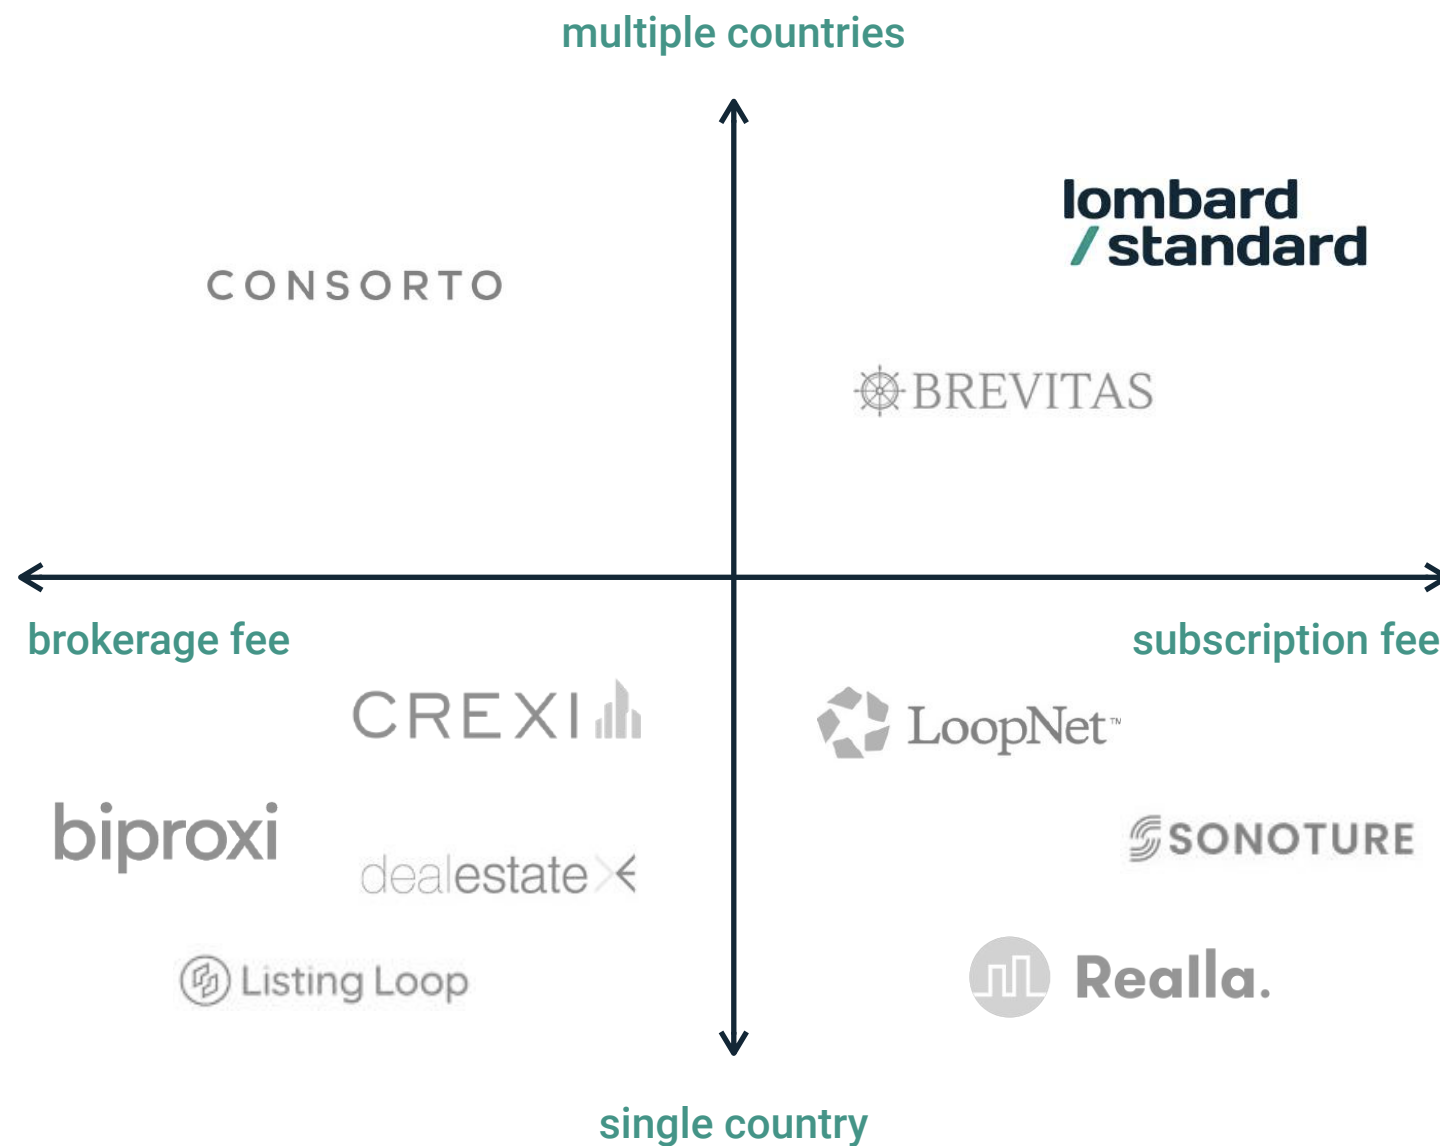 multiple countries
lombard
/standard
CONSORTO
BREVITAS
brokerage fee
subscription fee
CREXI
LoopNet™
biproxi
SONOTURE
dealestate
Listing Loop
Realla.
single country